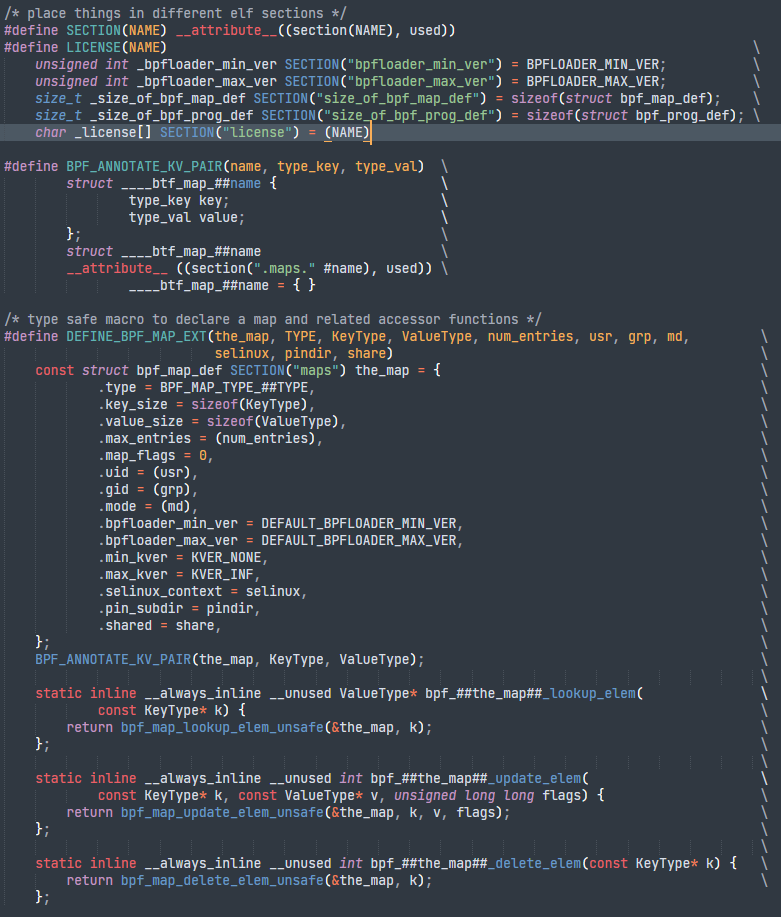 /* place things in different elf sections */
#define SECTION(NAME) __attribute__((section(NAME), used))
#define LICENSE(NAME)                                                                           \
    unsigned int _bpfloader_min_ver SECTION("bpfloader_min_ver") = BPFLOADER_MIN_VER;           \
    unsigned int _bpfloader_max_ver SECTION("bpfloader_max_ver") = BPFLOADER_MAX_VER;           \
    size_t _size_of_bpf_map_def SECTION("size_of_bpf_map_def") = sizeof(struct bpf_map_def);    \
    size_t _size_of_bpf_prog_def SECTION("size_of_bpf_prog_def") = sizeof(struct bpf_prog_def); \
    char _license[] SECTION("license") = (NAME)

#define BPF_ANNOTATE_KV_PAIR(name, type_key, type_val)  \
        struct ____btf_map_##name {                     \
                type_key key;                           \
                type_val value;                         \
        };                                              \
        struct ____btf_map_##name                       \
        __attribute__ ((section(".maps." #name), used)) \
                ____btf_map_##name = { }

/* type safe macro to declare a map and related accessor functions */
#define DEFINE_BPF_MAP_EXT(the_map, TYPE, KeyType, ValueType, num_entries, usr, grp, md,         \
                           selinux, pindir, share)                                               \
    const struct bpf_map_def SECTION("maps") the_map = {                                         \
            .type = BPF_MAP_TYPE_##TYPE,                                                         \
            .key_size = sizeof(KeyType),                                                         \
            .value_size = sizeof(ValueType),                                                     \
            .max_entries = (num_entries),                                                        \
            .map_flags = 0,                                                                      \
            .uid = (usr),                                                                        \
            .gid = (grp),                                                                        \
            .mode = (md),                                                                        \
            .bpfloader_min_ver = DEFAULT_BPFLOADER_MIN_VER,                                      \
            .bpfloader_max_ver = DEFAULT_BPFLOADER_MAX_VER,                                      \
            .min_kver = KVER_NONE,                                                               \
            .max_kver = KVER_INF,                                                                \
            .selinux_context = selinux,                                                          \
            .pin_subdir = pindir,                                                                \
            .shared = share,                                                                     \
    };                                                                                           \
    BPF_ANNOTATE_KV_PAIR(the_map, KeyType, ValueType);                                           \
                                                                                                 \
    static inline __always_inline __unused ValueType* bpf_##the_map##_lookup_elem(               \
            const KeyType* k) {                                                                  \
        return bpf_map_lookup_elem_unsafe(&the_map, k);                                          \
    };                                                                                           \
                                                                                                 \
    static inline __always_inline __unused int bpf_##the_map##_update_elem(                      \
            const KeyType* k, const ValueType* v, unsigned long long flags) {                    \
        return bpf_map_update_elem_unsafe(&the_map, k, v, flags);                                \
    };                                                                                           \
                                                                                                 \
    static inline __always_inline __unused int bpf_##the_map##_delete_elem(const KeyType* k) {   \
        return bpf_map_delete_elem_unsafe(&the_map, k);                                          \
    };